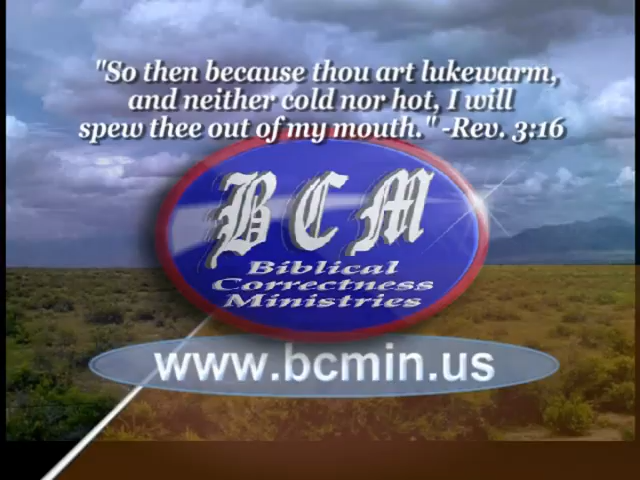 "So then because thou art lukewarm,
and neither cold nor hot, I will
spew thee out of my mouth." -Rev. 3:16
BCM
Biblical
Correctness
Ministries
www.bcmin.us